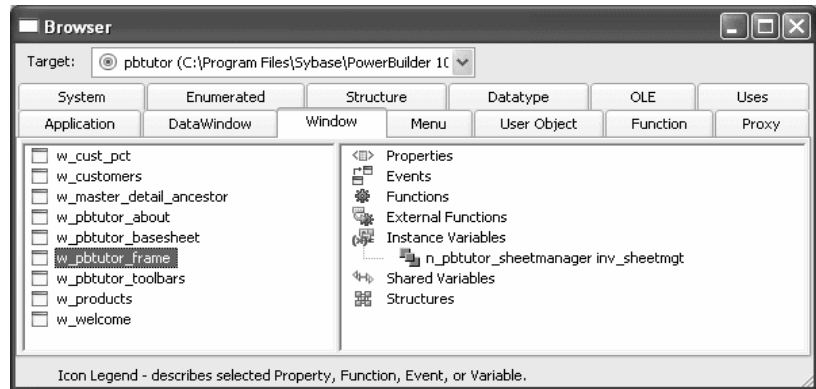 Browser
Target: pbtutor (C:\Program Files\Sybase\PowerBuilder 10
System Enumerated Structure Datatype OLE Uses
Application DataWindow Window Menu User Object Function Proxy
w_cust_pct
w_customers
w_master_detail_ancestor
w_pbtutor_about
w_pbtutor_basesheet
w_pbtutor_frame
w_pbtutor_toolbars
w_products
w_welcome
Properties
Events
Functions
External Functions
Instance Variables
n_pbtutor_sheetmanager inv_sheetmgt
Shared Variables
Structures
Icon Legend - describes selected Property, Function, Event, or Variable.